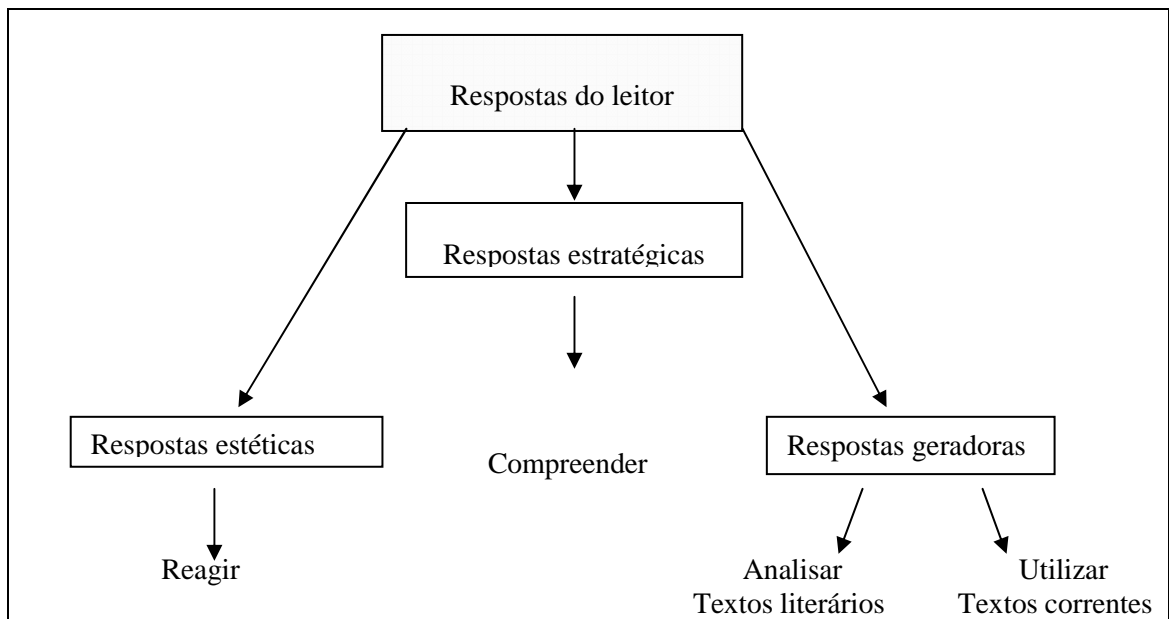 Respostas do leitor
Respostas estratégicas
Respostas estéticas
Compreender
Respostas geradoras
Reagir
Analisar
Textos literários
Utilizar
Textos correntes